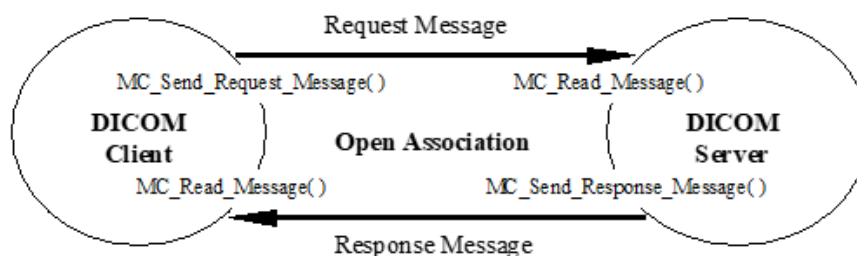 Request Message
MC_Send_Request_Message( )
MC_Read_Message( )
DICOM
Client
Open Association
DICOM
Server
MC_Read_Message( )
MC_Send_Response_Message( )
Response Message